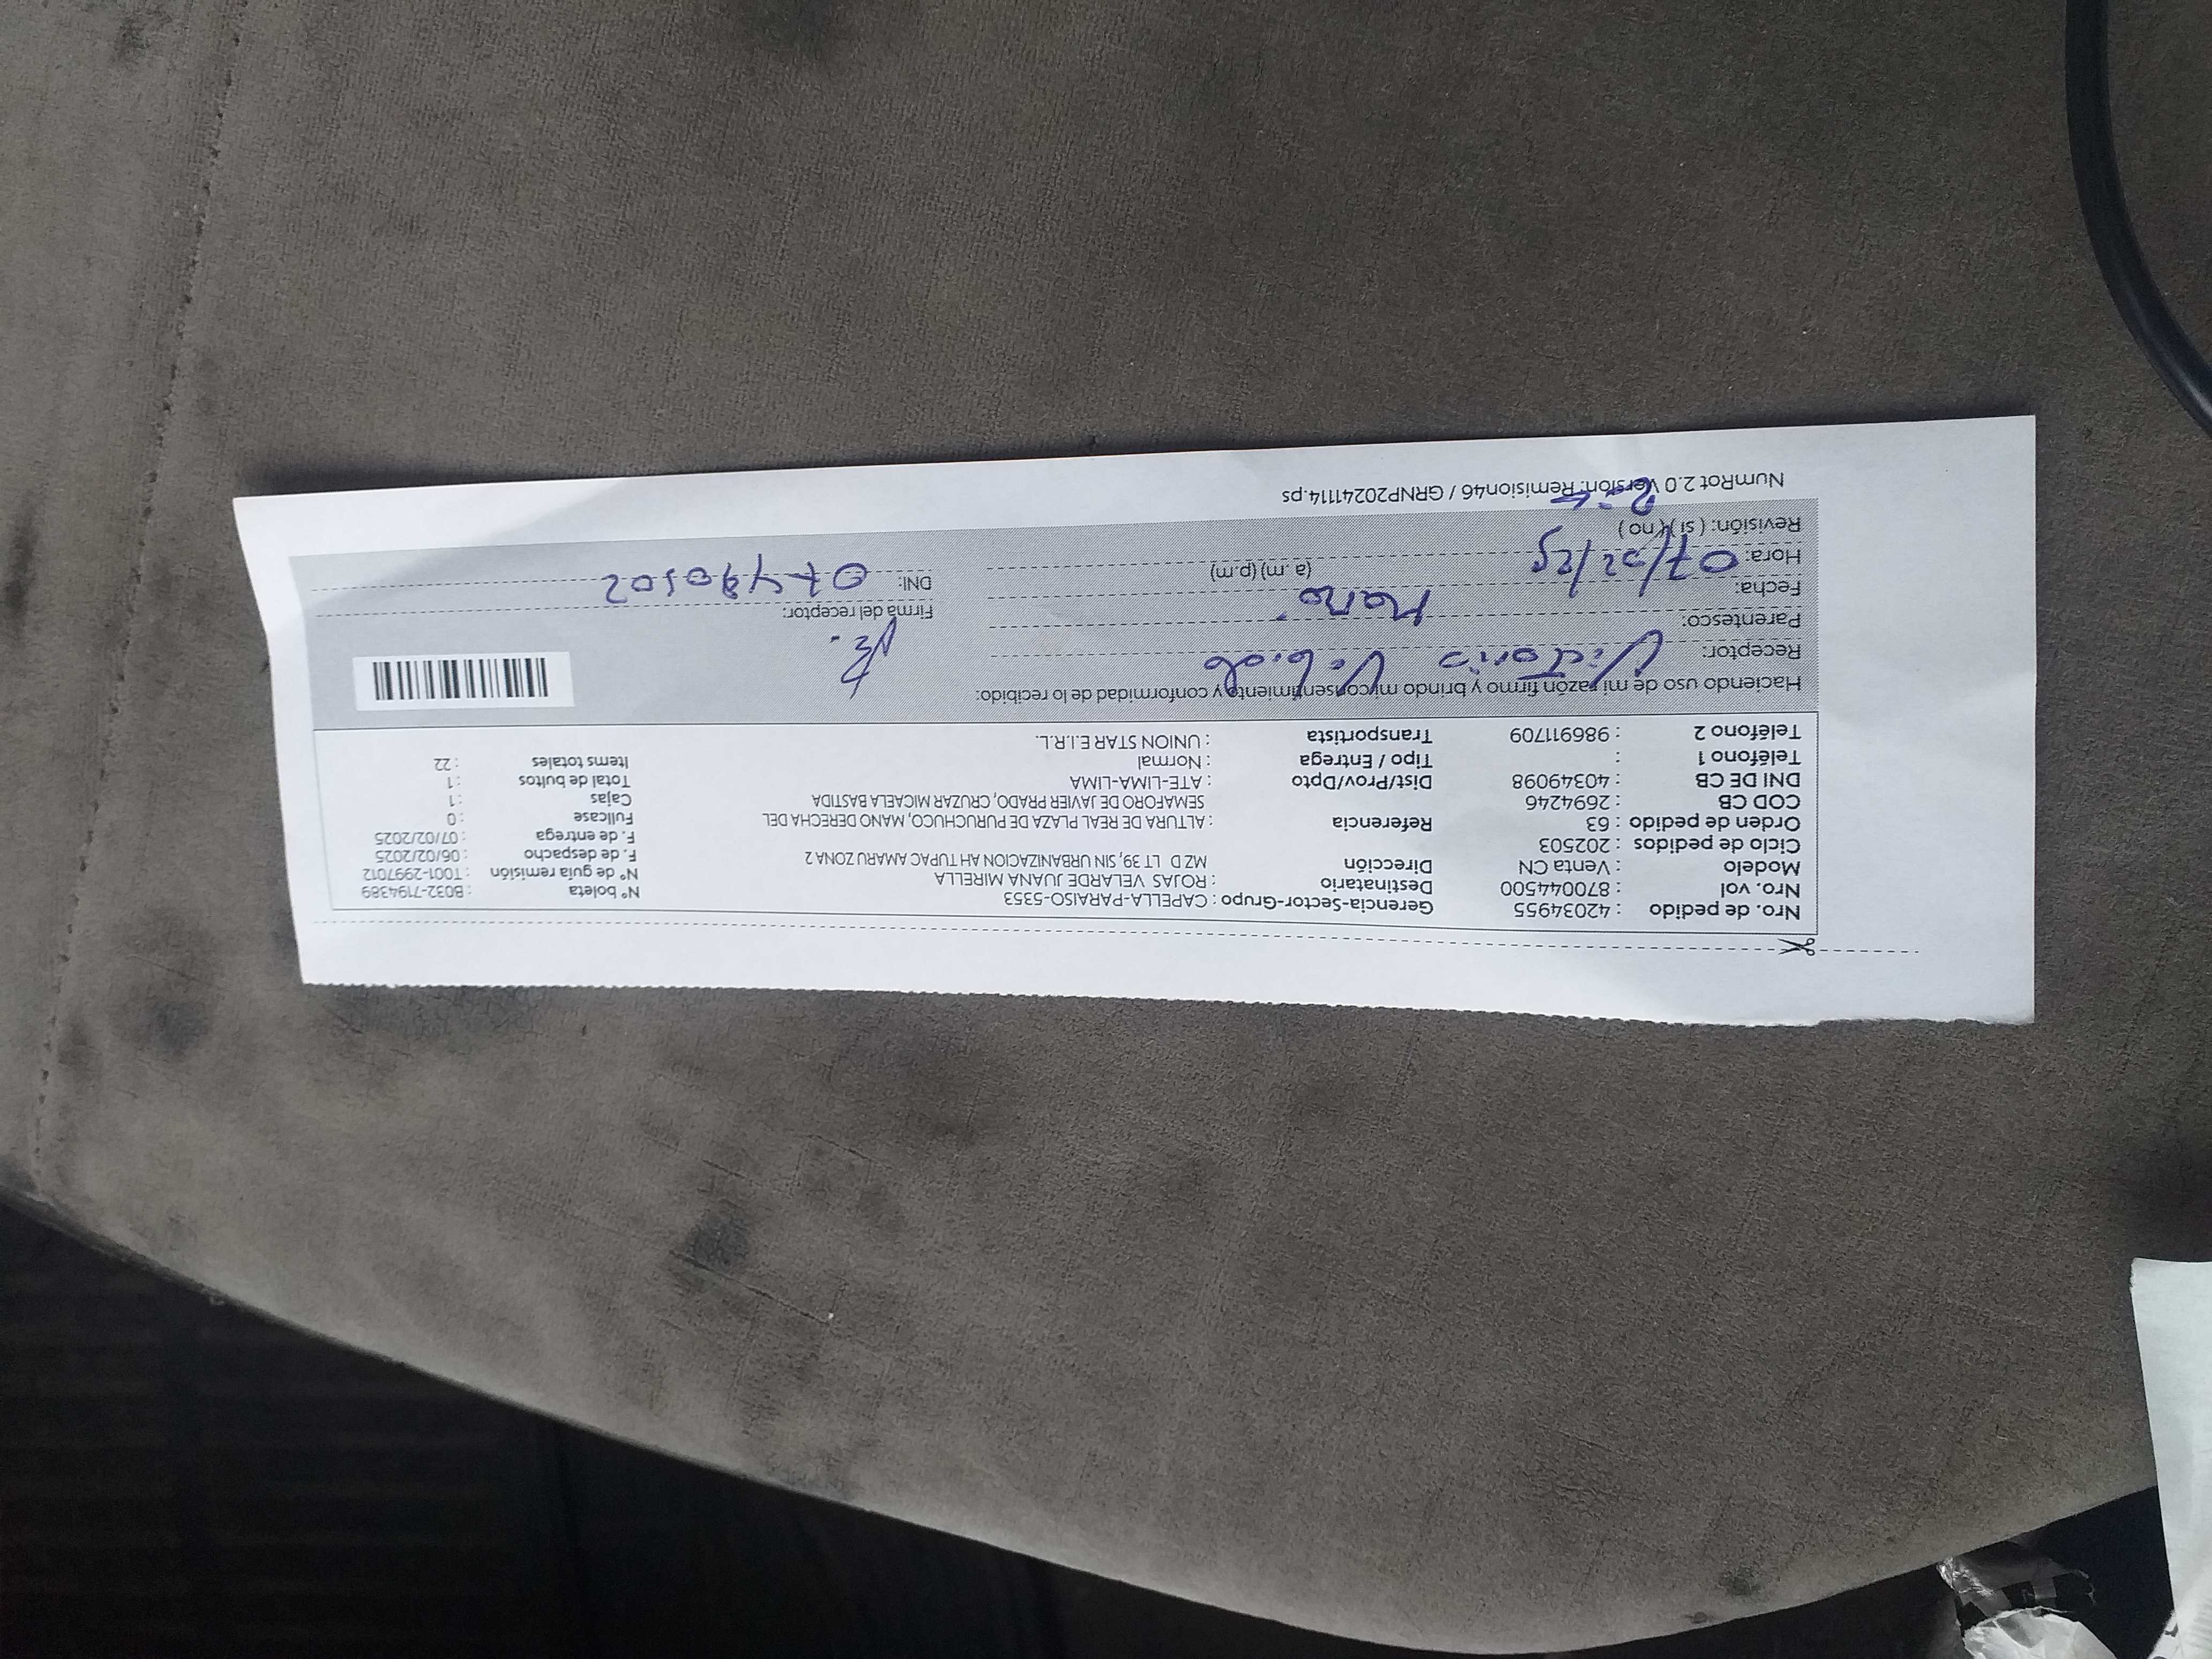 Nro. de pedido : 42034955 Gerencia-Sector-Grupo : CAPELLA-PARAISO-5353 N° boleta : B032-7194389
Nro. vol : 870044500 Destinatario : ROJAS VELARDE JUANA MIRELLA N° de guía remisión : T001-2997012
Modelo : Venta CN Dirección MZ D LT 39, SIN URBANIZACION AH TUPAC AMARU ZONA 2 F. de despacho : 06/02/2025
Ciclo de pedidos : 202503 F. de entrega : 07/02/2025
Orden de pedido : 63 Referencia : ALTURA DE REAL PLAZA DE PURUCHUCO, MANO DERECHA DEL Fullcase : 0
COD CB : 2694246 SEMAFORO DE JAVIER PRADO, CRUZAR MICAELA BASTIDA Cajas : 1
DNI DE CB : 40349098 Dist/Prov/Dpto : ATE-LIMA-LIMA Total de bultos : 1
Teléfono 1 : Tipo / Entrega : Normal Items totales : 22
Teléfono 2 : 986911709 Transportista : UNION STAR E.I.R.L.
Haciendo uso de mi razón firmo y brindo mi consentimiento y conformidad de lo recibido:
Receptor: Victoria
Parentesco: Mamá Firma del receptor:
Fecha: 07/02/25
Hora: (a.m) (p.m) DNI:
Revisión: ( si ) ( no )
NumRot 2.0 Versión: Remision46 / GRNP20241114.ps